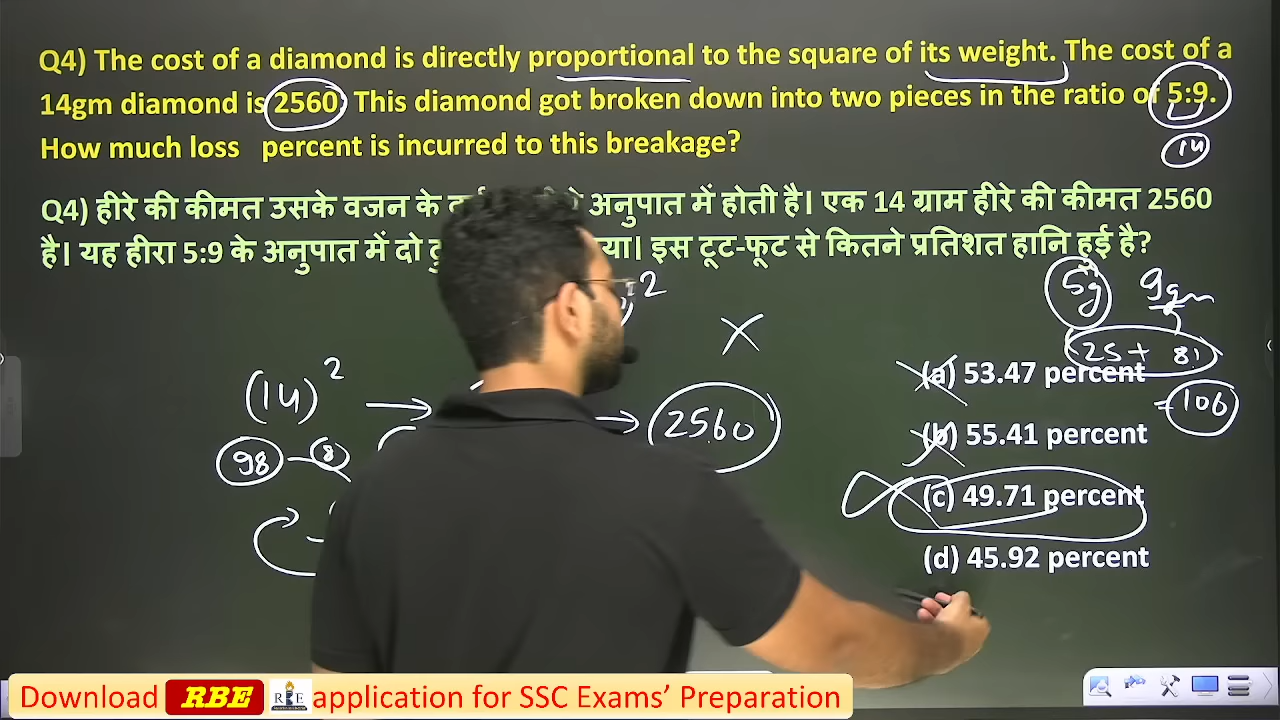 Q4) The cost of a diamond is directly proportional to the square of its weight. The cost of a
14gm diamond is 2560. This diamond got broken down into two pieces in the ratio of 5:9.
How much loss percent is incurred to this breakage?
14
Q4) हीरे की कीमत उसके वजन के अनुपात में होती है। एक 14 ग्राम हीरे की कीमत 2560
है। यह हीरा 5:9 के अनुपात में दो इस टूट-फूट से कितने प्रतिशत हानि हुई है?
5g 9gm
2
25 + 81
(a) 53.47 percent
= 106
(14)²
2560
(b) 55.41 percent
98 - 8
(c) 49.71 percent
(d) 45.92 percent
Download RBE application for SSC Exams' Preparation